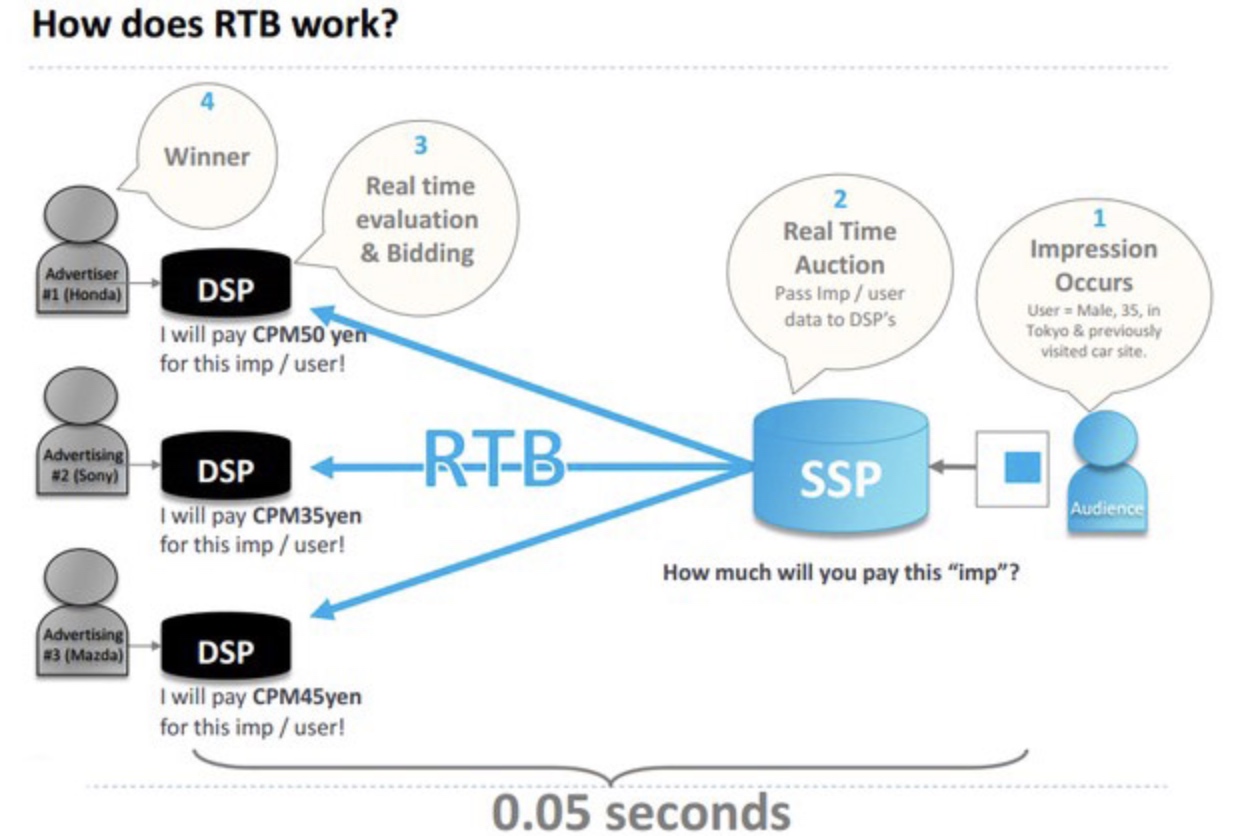 How does RTB work?
4
Winner
3
Real time
evaluation
& Bidding
2
Real Time
Auction
Pass Imp / user
data to DSP's
1
Impression
Occurs
User = Male, 35, in
Tokyo & previously
visited car site.
Advertiser
#1 (Honda)
DSP
I will pay CPM50 yen
for this imp / user!
Advertising
#2 (Sony)
DSP
I will pay CPM35yen
for this imp / user!
RTB
SSP
Audience
How much will you pay this “imp”?
Advertising
#3 (Mazda)
DSP
I will pay CPM45yen
for this imp / user!
0.05 seconds